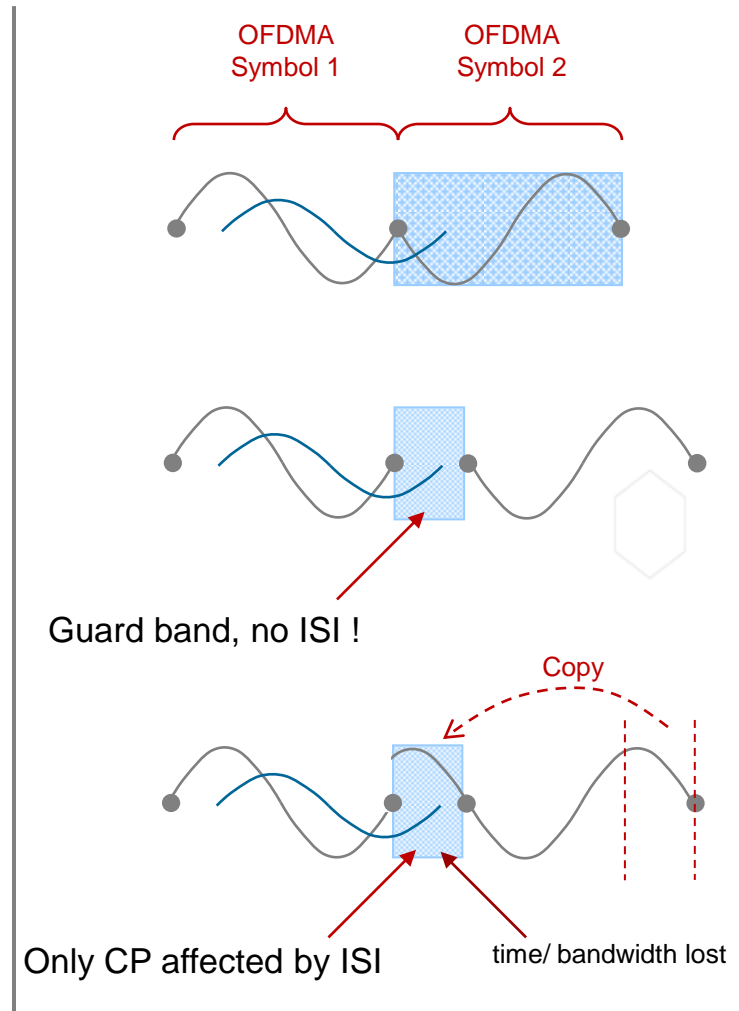 OFDMA
Symbol 1
OFDMA
Symbol 2
Guard band, no ISI !
Copy
Only CP affected by ISI
time/ bandwidth lost